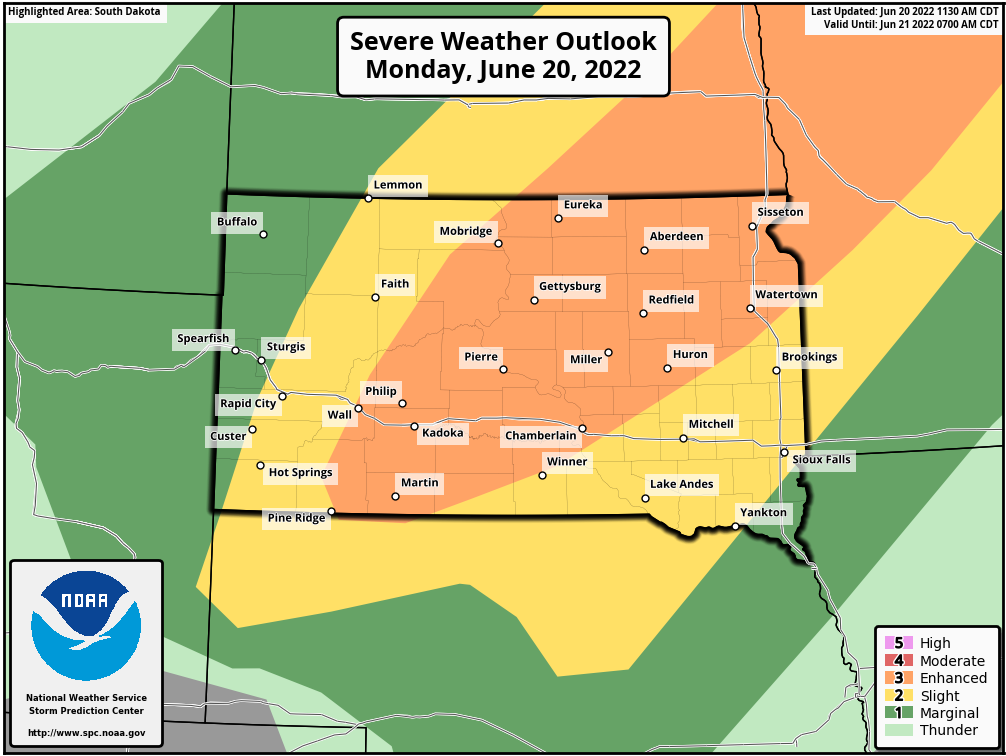 Highlighted Area: South Dakota
Last Updated: Jun 20 2022 1130 AM CDT
Valid Until: Jun 21 2022 0700 AM CDT
Severe Weather Outlook
Monday, June 20, 2022
Lemmon
Eureka
Sisseton
Buffalo
Mobridge
Aberdeen
Faith
Gettysburg
Redfield
Watertown
Spearfish
Sturgis
Pierre
Miller
Huron
Brookings
Rapid City
Philip
Wall
Kadoka
Chamberlain
Mitchell
Custer
Sioux Falls
Hot Springs
Winner
Martin
Lake Andes
Pine Ridge
Yankton
NOAA
National Weather Service
Storm Prediction Center
http://www.spc.noaa.gov
5 High
4 Moderate
3 Enhanced
2 Slight
1 Marginal
Thunder